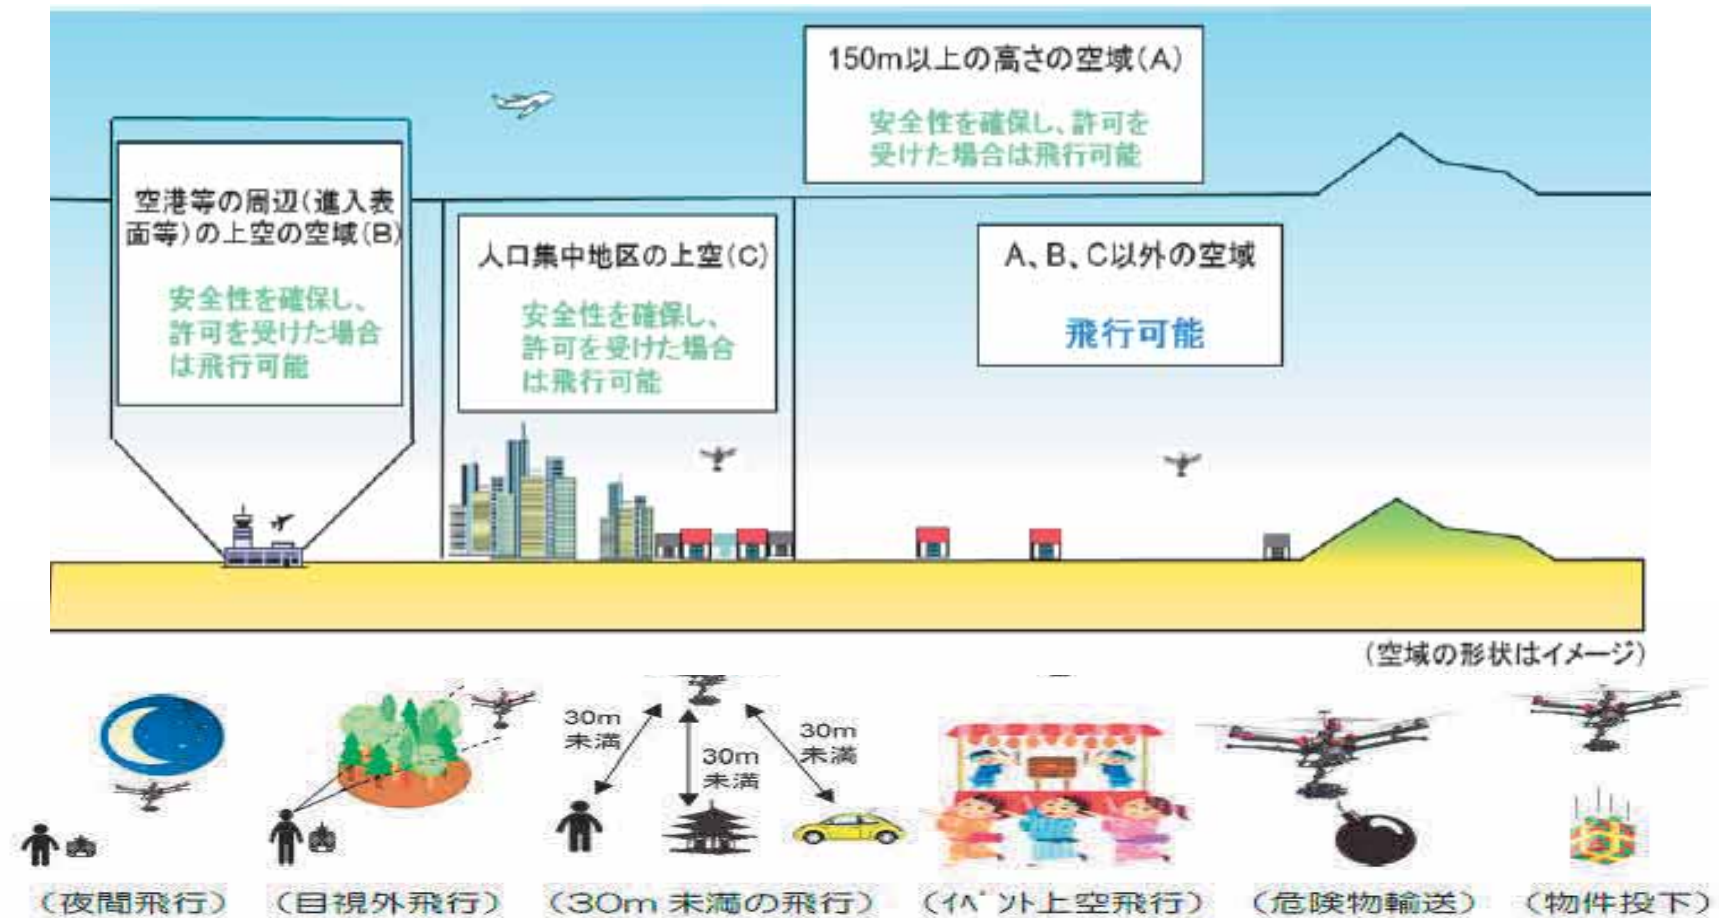 150m以上の高さの空域(A)
安全性を確保し、許可を
受けた場合は飛行可能
空港等の周辺(進入表
面等)の上空の空域(B)
安全性を確保し、
許可を受けた場合
は飛行可能
人口集中地区の上空(C)
安全性を確保し、
許可を受けた場合
は飛行可能
A、B、C以外の空域
飛行可能
(空域の形状はイメージ)
30m
未満
30m
未満
30m
未満
(夜間飛行)
(目視外飛行)
(30m 未満の飛行)
(イベント上空飛行)
(危険物輸送)
(物件投下)